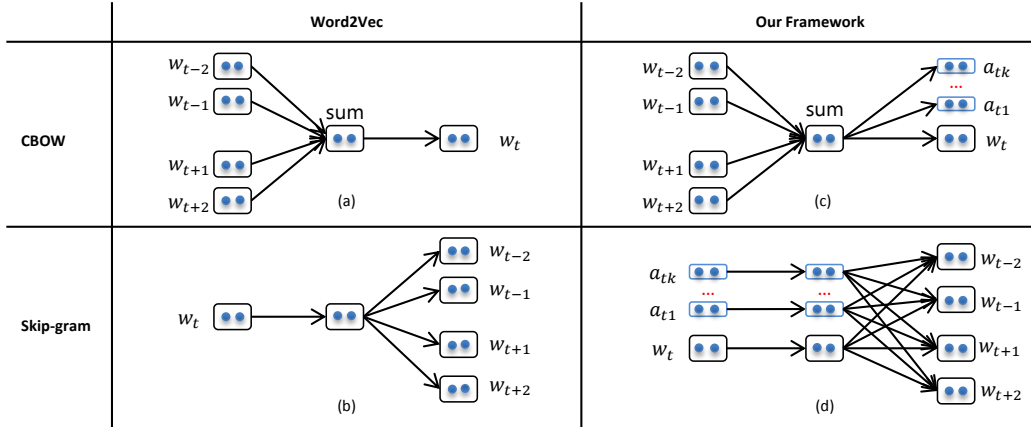 Word2Vec
Our Framework
CBOW
w_{t-2}
w_{t-1}
sum
w_t
w_{t+1}
w_{t+2}
(a)
w_{t-2}
w_{t-1}
sum
a_{tk}
...
a_{t1}
w_t
w_{t+1}
w_{t+2}
(c)
Skip-gram
w_t
w_{t-2}
w_{t-1}
w_{t+1}
w_{t+2}
(b)
a_{tk}
...
...
a_{t1}
w_t
w_{t-2}
w_{t-1}
w_{t+1}
w_{t+2}
(d)